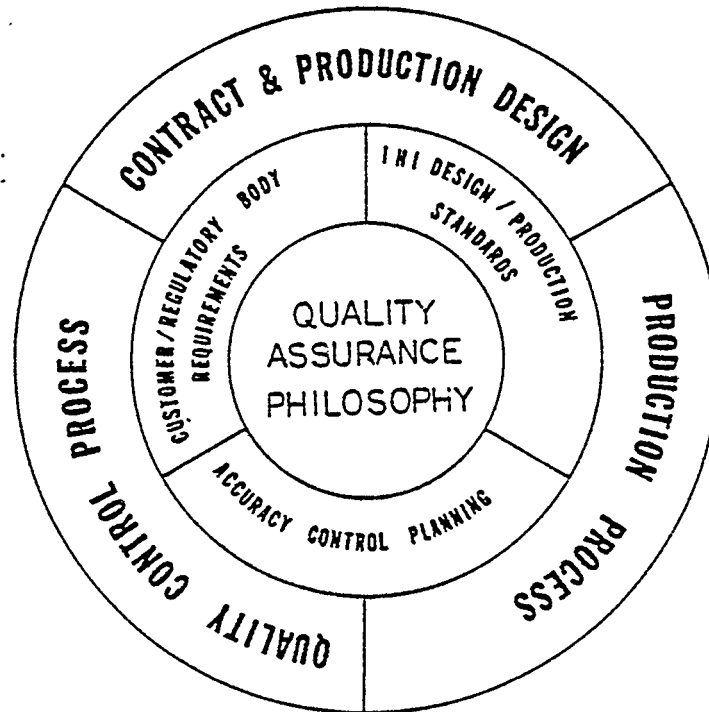 CONTRACT & PRODUCTION DESIGN
PRODUCTION PROCESS
QUALITY CONTROL PROCESS
CUSTOMER/REGULATORY BODY
REQUIREMENTS
IHI DESIGN / PRODUCTION
STANDARDS
ACCURACY CONTROL PLANNING
QUALITY
ASSURANCE
PHILOSOPHY